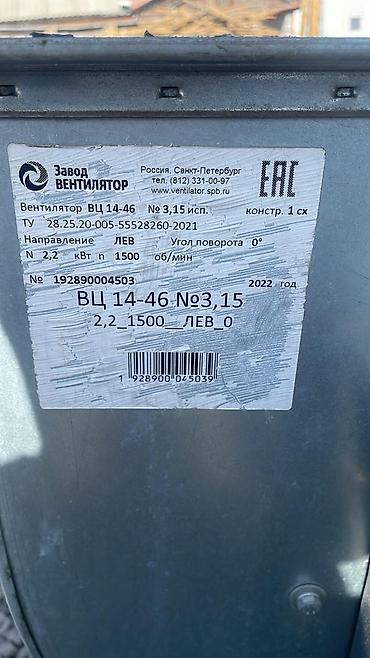 Завод
ВЕНТИЛЯТОР
Россия, Санкт-Петербург
тел. (812) 331-00-97
www.ventilator.spb.ru
EAC
Вентилятор ВЦ 14-46 № 3,15 исп. констр. 1 сх
ТУ 28.25.20-005-55528260-2021
Направление ЛЕВ Угол поворота 0°
N 2,2 кВт n 1500 об/мин
№ 192890004503 2022 год
ВЦ 14-46 №3,15
2,2_1500__ЛЕВ_0
1 928900 045039